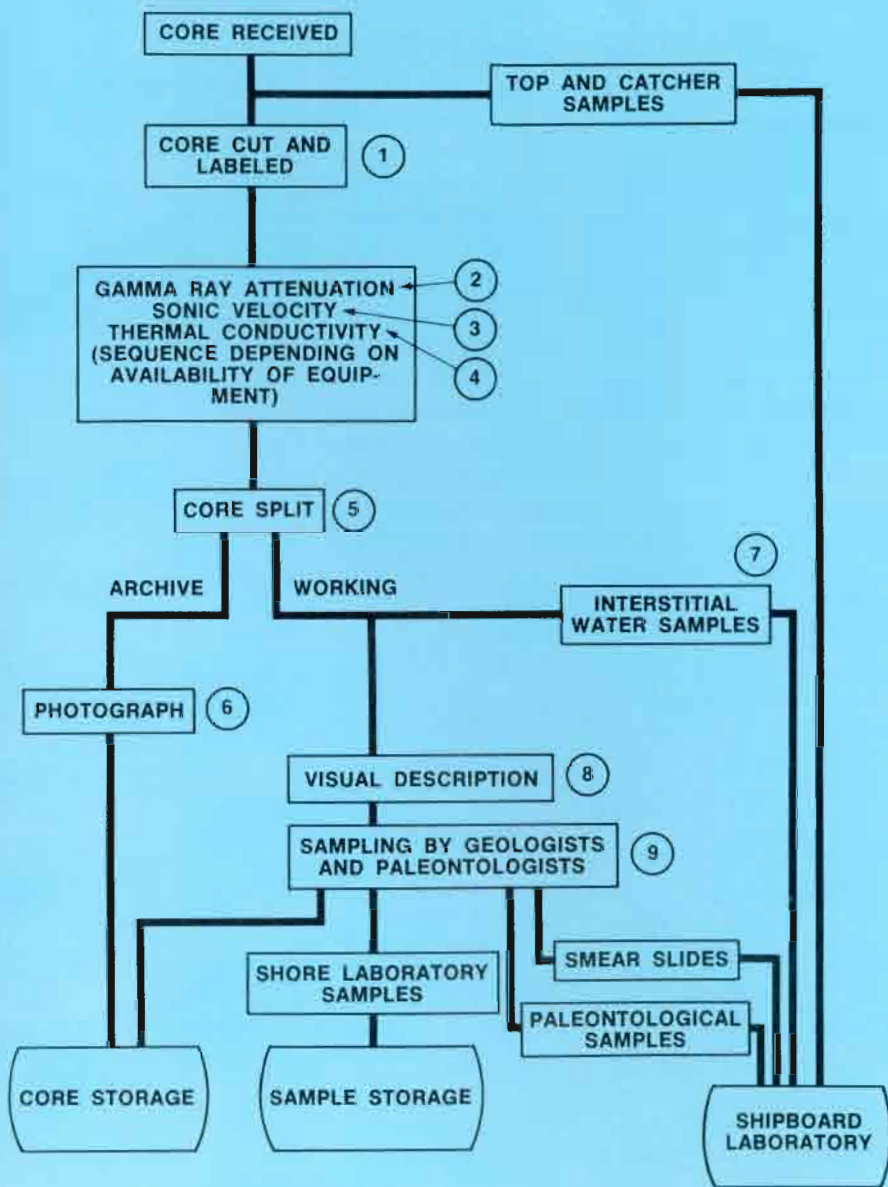 CORE RECEIVED
TOP AND CATCHER
SAMPLES
CORE CUT AND
LABELED
1
GAMMA RAY ATTENUATION
2
SONIC VELOCITY
3
THERMAL CONDUCTIVITY
4
(SEQUENCE DEPENDING ON
AVAILABILITY OF EQUIP-
MENT)
CORE SPLIT
5
ARCHIVE
WORKING
7
INTERSTITIAL
WATER SAMPLES
PHOTOGRAPH
6
VISUAL DESCRIPTION
8
SAMPLING BY GEOLOGISTS
AND PALEONTOLOGISTS
9
SHORE LABORATORY
SAMPLES
SMEAR SLIDES
PALEONTOLOGICAL
SAMPLES
CORE STORAGE
SAMPLE STORAGE
SHIPBOARD
LABORATORY